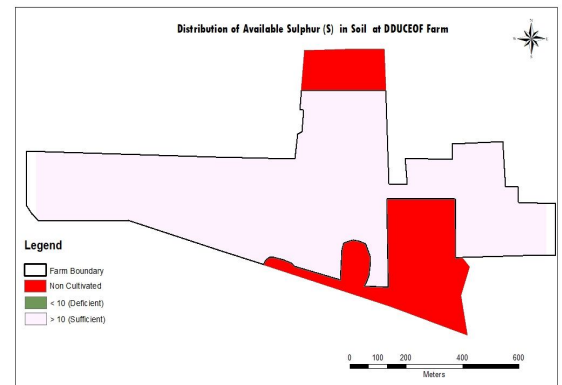 Distribution of Available Sulphur (S) in Soil at DDUCEOF Farm
N
Legend
Farm Boundary
Non Cultivated
< 10 (Deficient)
> 10 (Sufficient)
0 100 200 400 600
Meters